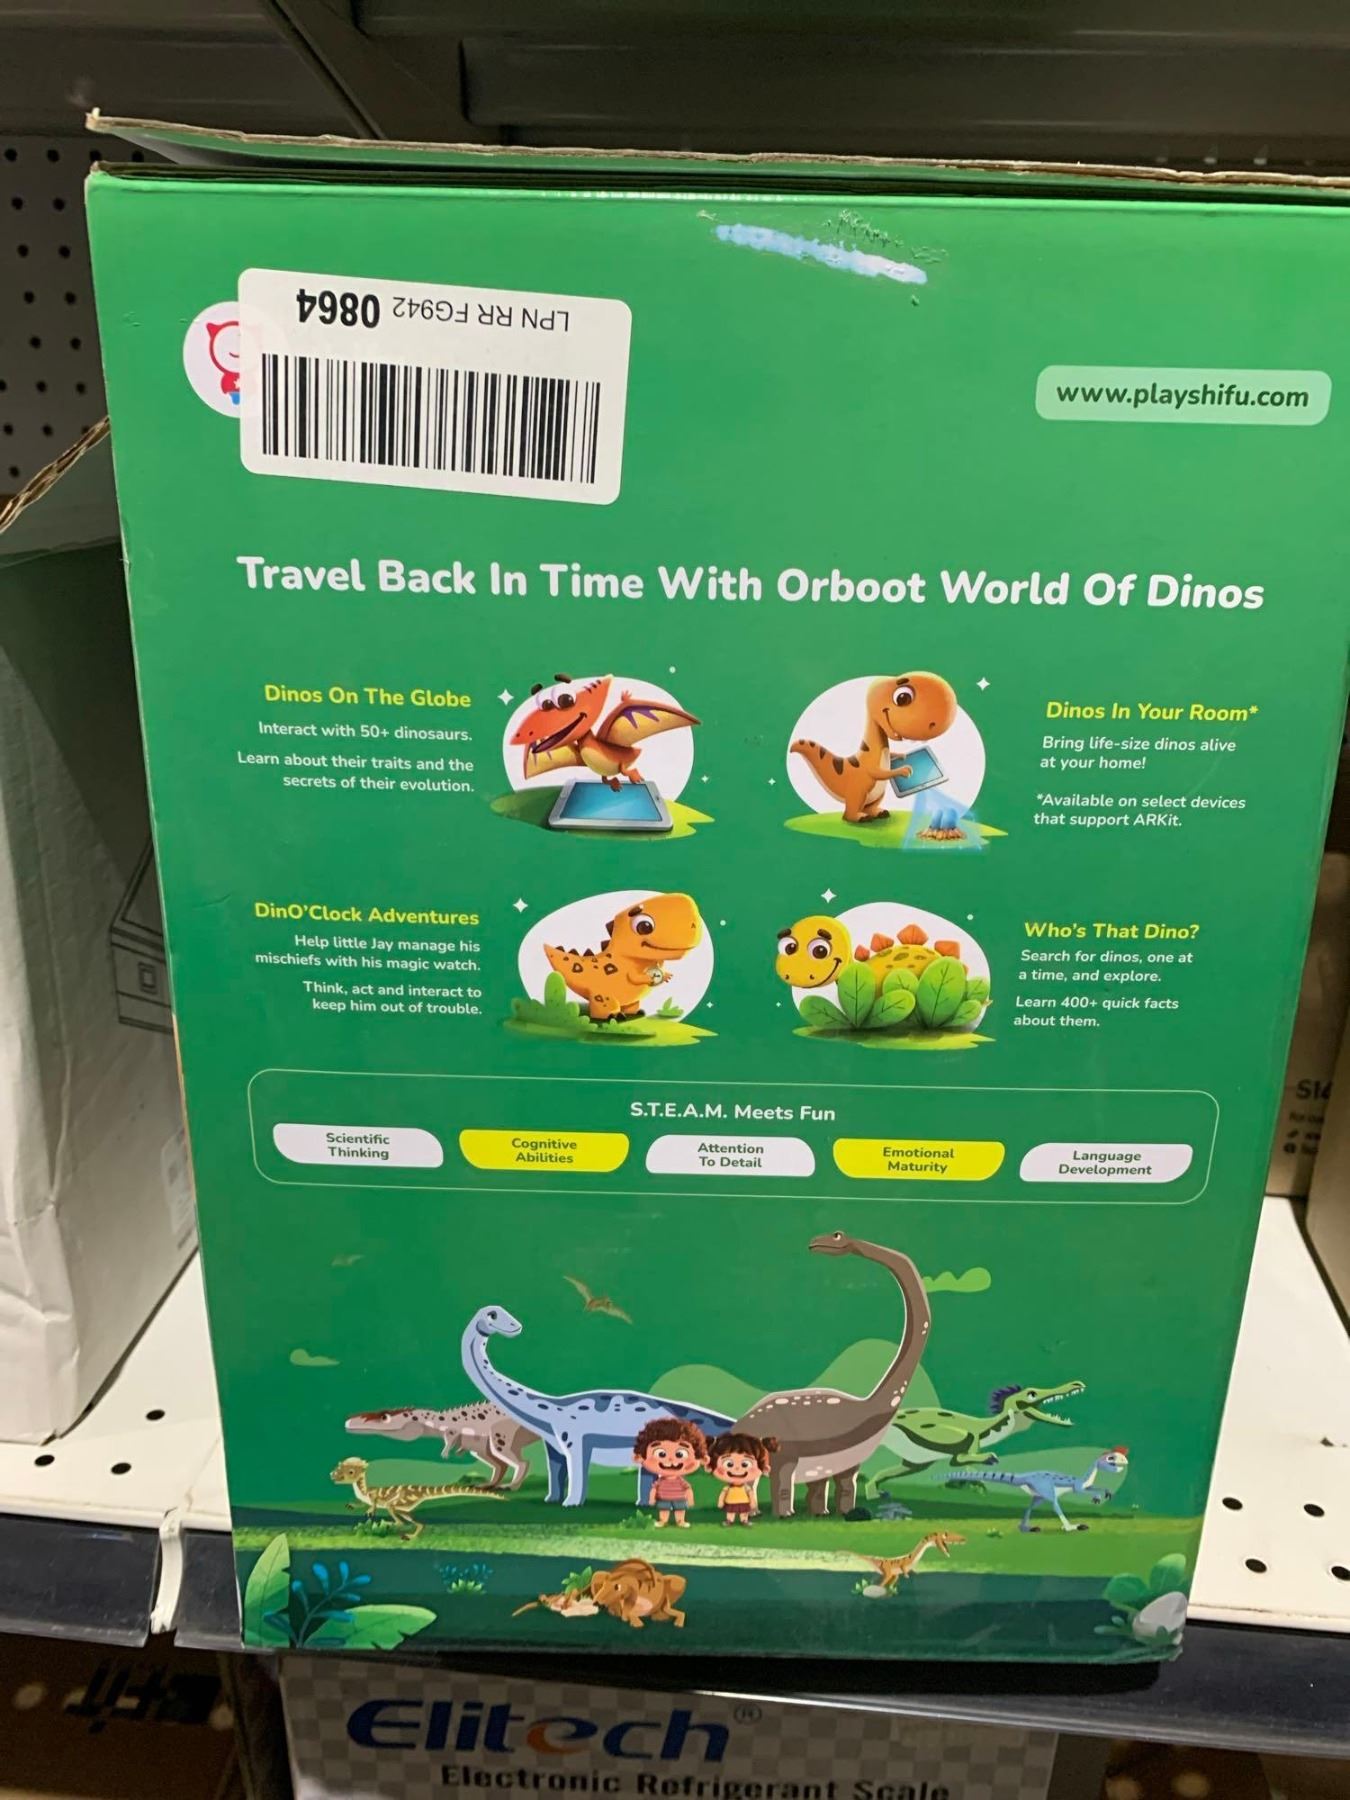 LPN RR FG942 0864
www.playshifu.com
Travel Back In Time With Orboot World Of Dinos
Dinos On The Globe
Interact with 50+ dinosaurs.
Learn about their traits and the
secrets of their evolution.
Dinos In Your Room*
Bring life-size dinos alive
at your home!
*Available on select devices
that support ARKit.
DinO'Clock Adventures
Help little Jay manage his
mischiefs with his magic watch.
Think, act and interact to
keep him out of trouble.
Who's That Dino?
Search for dinos, one at
a time, and explore.
Learn 400+ quick facts
about them.
S.T.E.A.M. Meets Fun
Scientific
Thinking
Cognitive
Abilities
Attention
To Detail
Emotional
Maturity
Language
Development
Elitech®
Electronic Refrigerant Scale